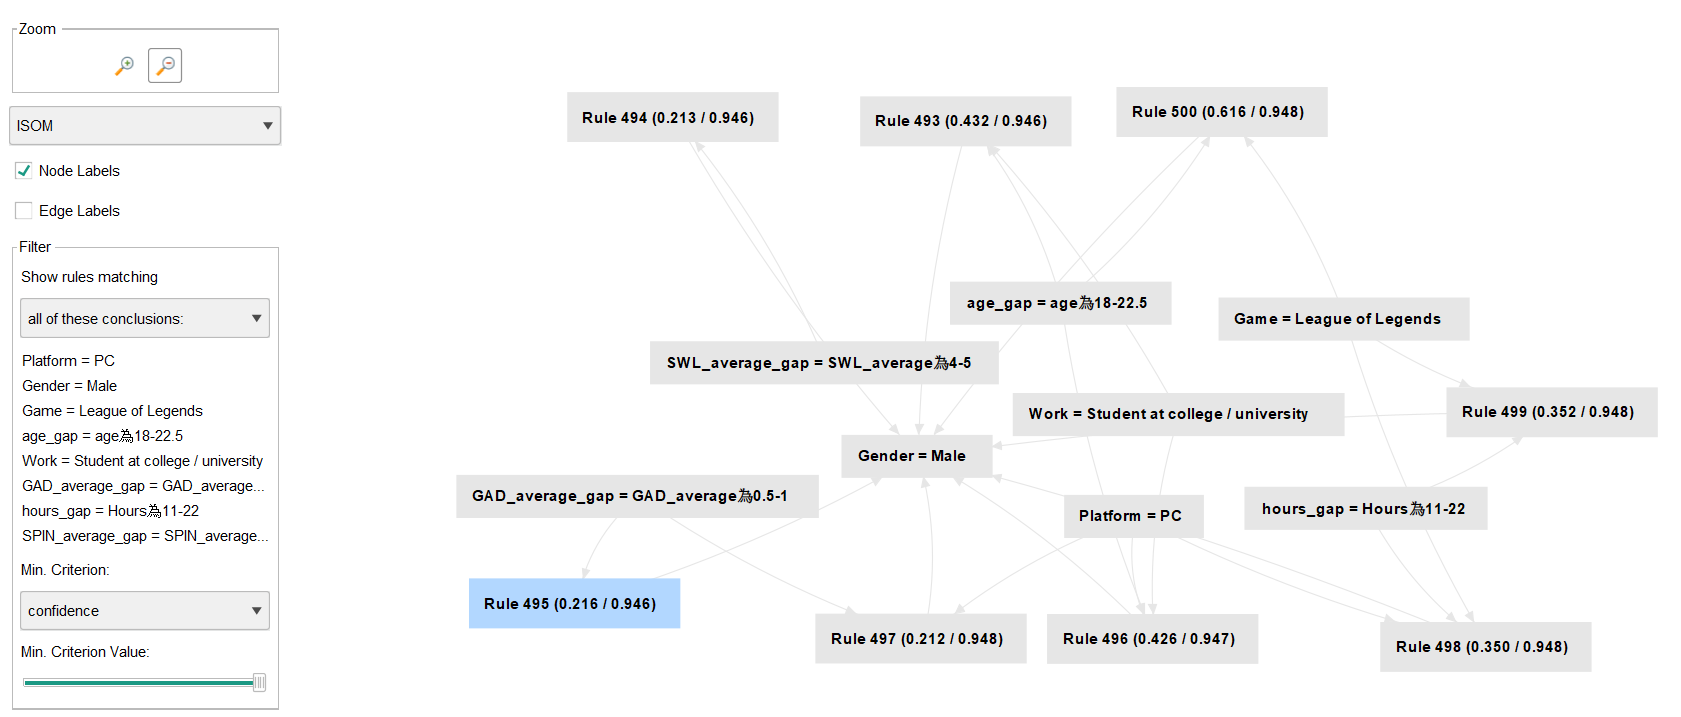 Zoom
ISOM
Node Labels
Edge Labels
Filter
Show rules matching
all of these conclusions:
Platform = PC
Gender = Male
Game = League of Legends
age_gap = age為18-22.5
Work = Student at college / university
GAD_average_gap = GAD_average...
hours_gap = Hours為11-22
SPIN_average_gap = SPIN_average...
Min. Criterion:
confidence
Min. Criterion Value:
Rule 494 (0.213 / 0.946)
Rule 493 (0.432 / 0.946)
Rule 500 (0.616 / 0.948)
age_gap = age為18-22.5
Game = League of Legends
SWL_average_gap = SWL_average為4-5
Work = Student at college / university
Rule 499 (0.352 / 0.948)
Gender = Male
GAD_average_gap = GAD_average為0.5-1
Platform = PC
hours_gap = Hours為11-22
Rule 495 (0.216 / 0.946)
Rule 497 (0.212 / 0.948)
Rule 496 (0.426 / 0.947)
Rule 498 (0.350 / 0.948)